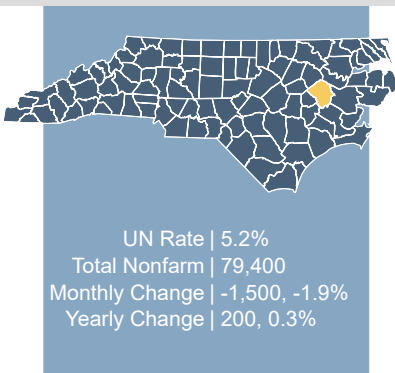 UN Rate | 5.2%
Total Nonfarm | 79,400
Monthly Change | -1,500, -1.9%
Yearly Change | 200, 0.3%